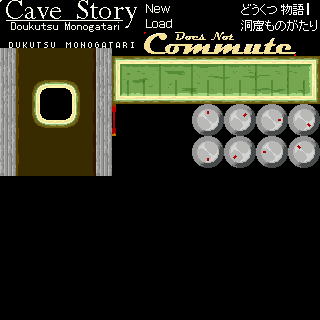 Cave Story
Doukutsu Monogatari
DUKUTSU MONOGATARI
New
Load
どうくつ物語
洞窟ものがたり
Does Not
Commute